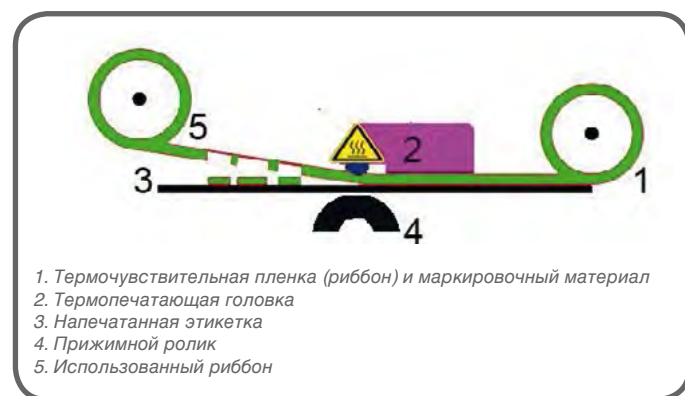 5
2
3
1
4
1. Термочувствительная пленка (риббон) и маркировочный материал
2. Термопечатающая головка
3. Напечатанная этикетка
4. Прижимной ролик
5. Использованный риббон